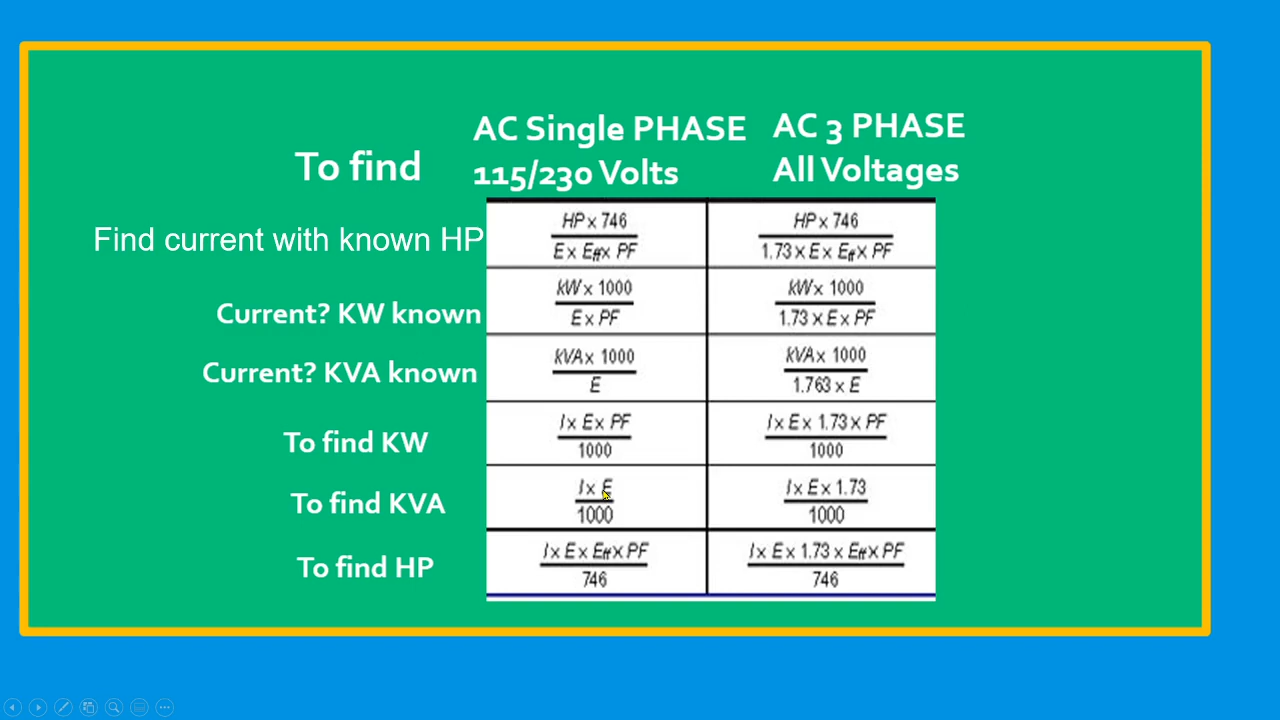 AC Single PHASE
115/230 Volts
AC 3 PHASE
All Voltages
To find
Find current with known HP
HP x 746
E x Eff x PF
HP x 746
1.73 x E x Eff x PF
Current? KW known
kW x 1000
E x PF
kW x 1000
1.73 x E x PF
Current? KVA known
kVA x 1000
E
kVA x 1000
1.763 x E
To find KW
I x E x PF
1000
I x E x 1.73 x PF
1000
To find KVA
I x E
1000
I x E x 1.73
1000
To find HP
I x E x Eff x PF
746
I x E x 1.73 x Eff x PF
746